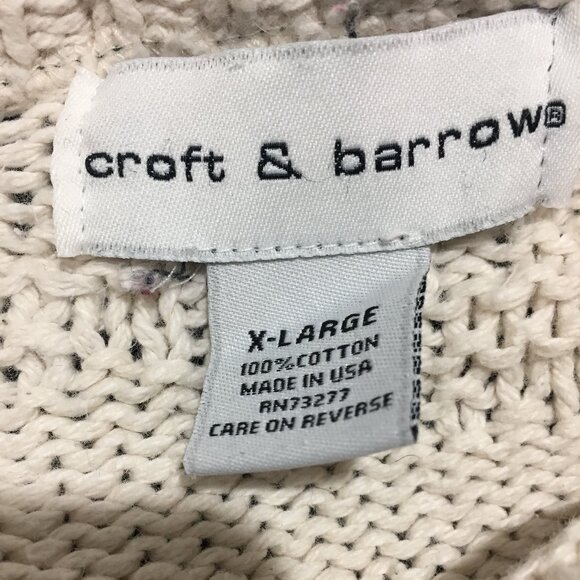 croft & barrow®
X-LARGE
100%COTTON
MADE IN USA
RN73277
CARE ON REVERSE